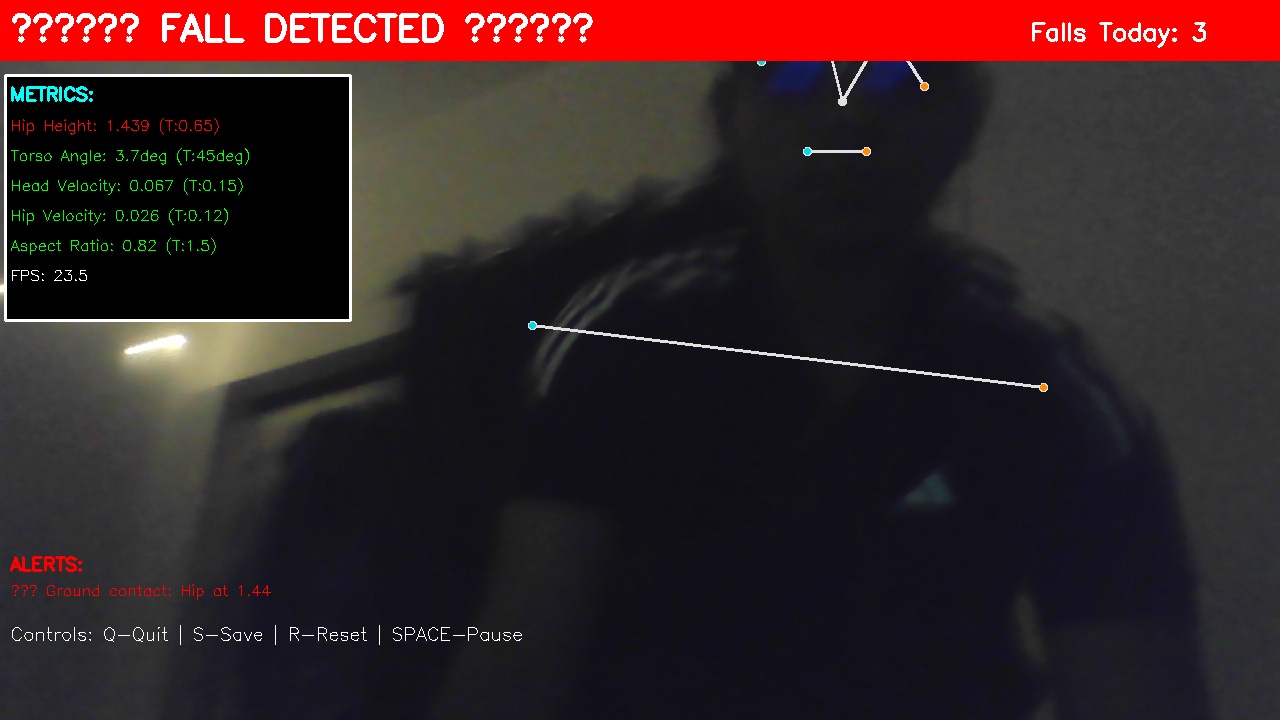 ?????? FALL DETECTED ??????
Falls Today: 3
METRICS:
Hip Height: 1.439 (T:0.65)
Torso Angle: 3.7deg (T:45deg)
Head Velocity: 0.067 (T:0.15)
Hip Velocity: 0.026 (T:0.12)
Aspect Ratio: 0.82 (T:1.5)
FPS: 23.5
ALERTS:
??? Ground contact: Hip at 1.44
Controls: Q-Quit | S-Save | R-Reset | SPACE-Pause